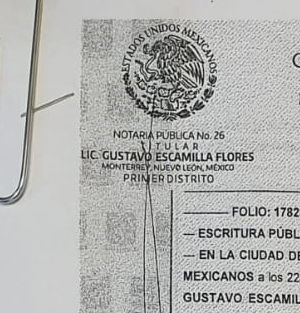 ESTADOS UNIDOS MEXICANOS
NOTARIA PUBLICA No. 26
TITULAR
LIC. GUSTAVO ESCAMILLA FLORES
MONTERREY, NUEVO LEON, MÉXICO
PRIMER DISTRITO
FOLIO: 1782
— ESCRITURA PÚBL
— EN LA CIUDAD DE
MEXICANOS a los 22
GUSTAVO ESCAMIL